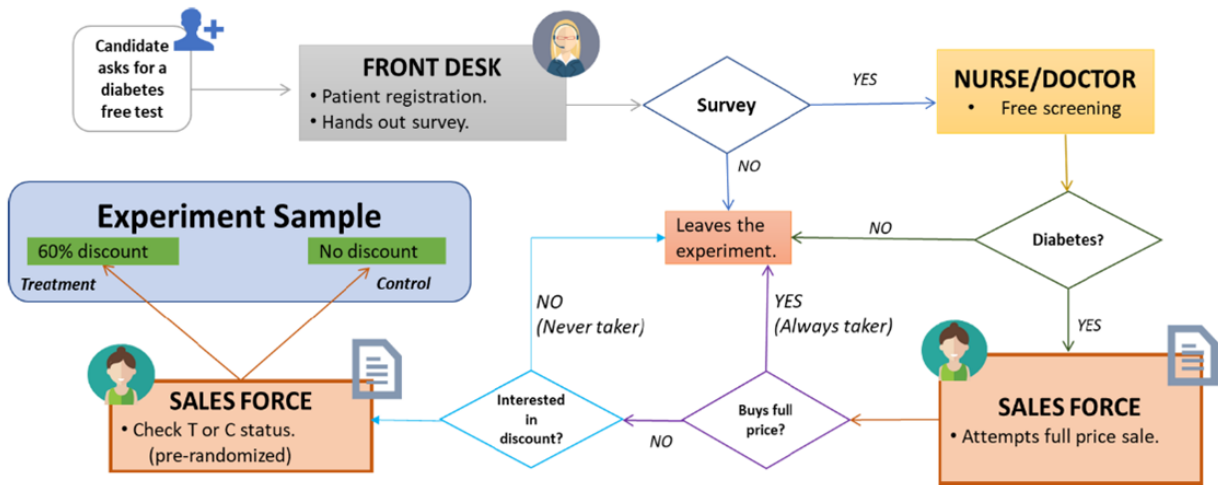 Candidate
asks for a
diabetes
free test
FRONT DESK
• Patient registration.
• Hands out survey.
Survey
YES
NURSE/DOCTOR
• Free screening
NO
Experiment Sample
60% discount
No discount
Treatment
Control
Leaves the
experiment.
NO
Diabetes?
NO
(Never taker)
YES
(Always taker)
YES
SALES FORCE
• Check T or C status.
(pre-randomized)
Interested
in
discount?
NO
Buys full
price?
SALES FORCE
• Attempts full price sale.